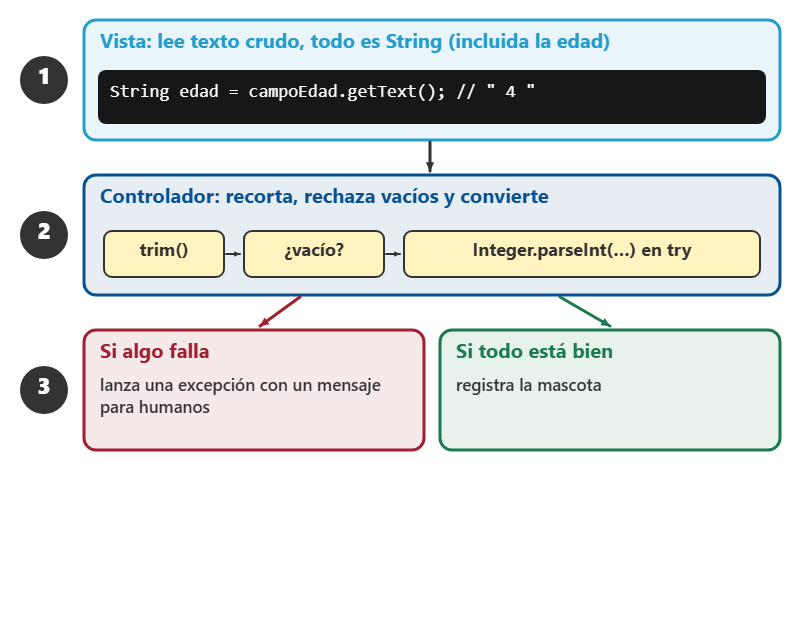 1
Vista: lee texto crudo, todo es String (incluida la edad)
String edad = campoEdad.getText(); // " 4 "
2
Controlador: recorta, rechaza vacíos y convierte
trim()
¿vacío?
Integer.parseInt(...) en try
3
Si algo falla
lanza una excepción con un mensaje
para humanos
Si todo está bien
registra la mascota